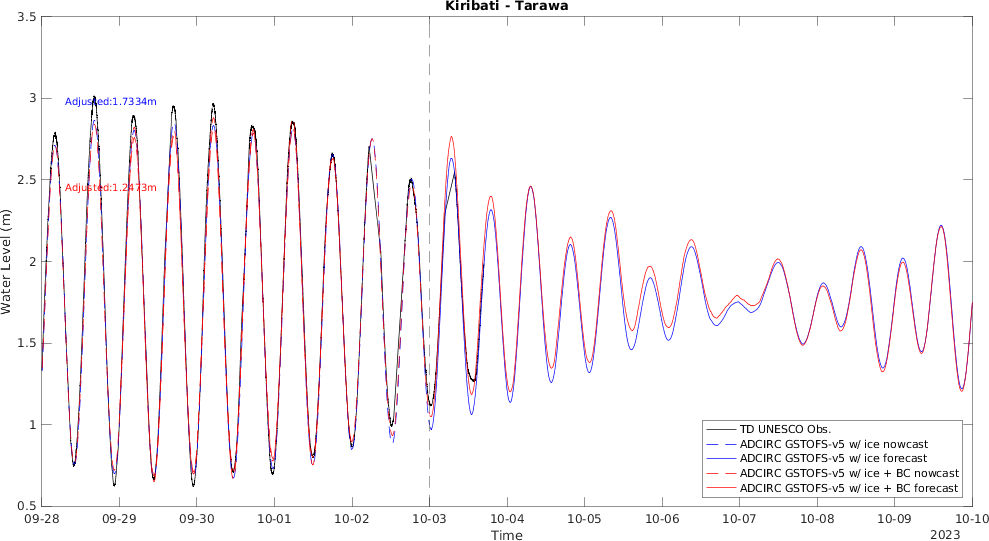 Kiribati - Tarawa
3.5
3
2.5
2
1.5
1
0.5
Water Level (m)
Adjusted:1.7334m
Adjusted:1.2473m
TD UNESCO Obs.
ADCIRC GSTOFS-v5 w/ ice nowcast
ADCIRC GSTOFS-v5 w/ ice forecast
ADCIRC GSTOFS-v5 w/ ice + BC nowcast
ADCIRC GSTOFS-v5 w/ ice + BC forecast
09-28 09-29 09-30 10-01 10-02 10-03 10-04 10-05 10-06 10-07 10-08 10-09 10-10
Time
2023